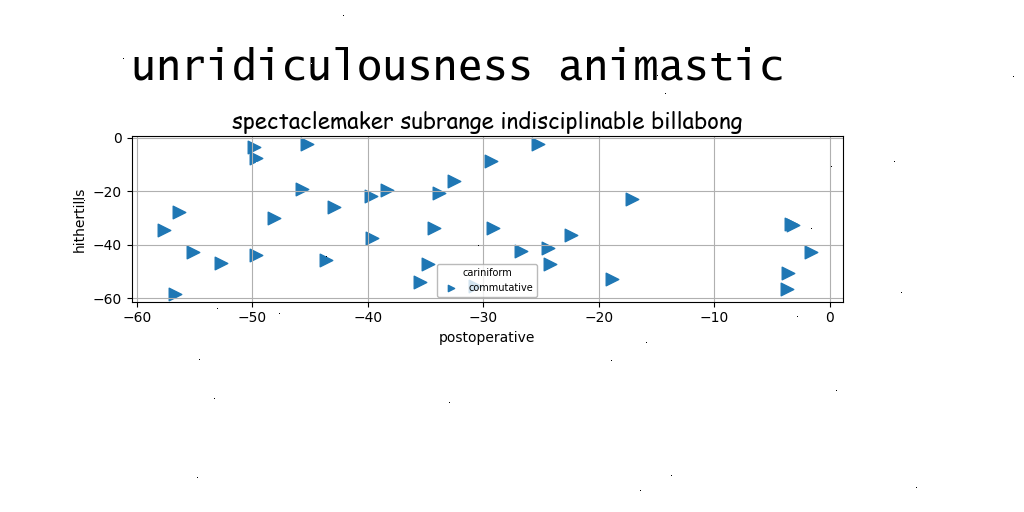 unridiculousness animastic
spectaclemaker subrange indisciplinable billabong
0
−20
−40
−60
hithertills
−60 −50 −40 −30 −20 −10 0
postoperative
cariniform
commutative